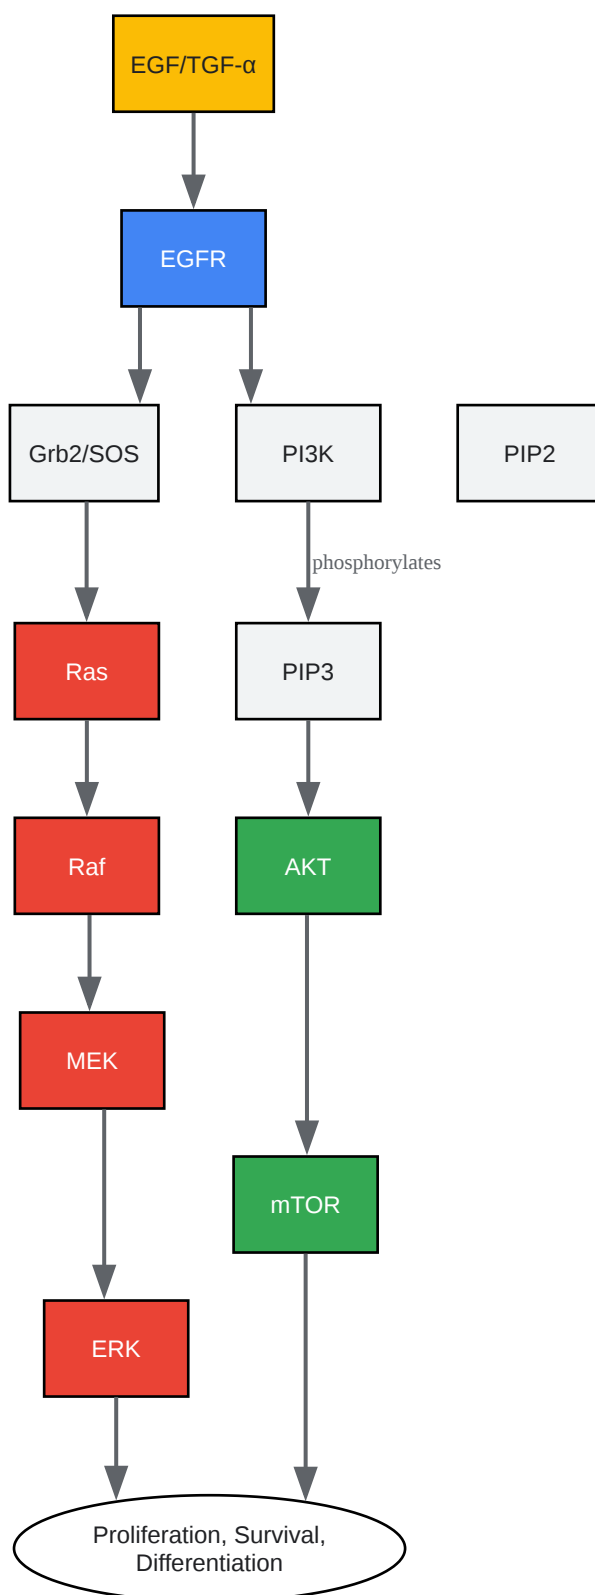 EGF/TGF-α
EGFR
Grb2/SOS
PI3K
PIP2
phosphorylates
Ras
PIP3
Raf
AKT
MEK
mTOR
ERK
Proliferation, Survival,
Differentiation